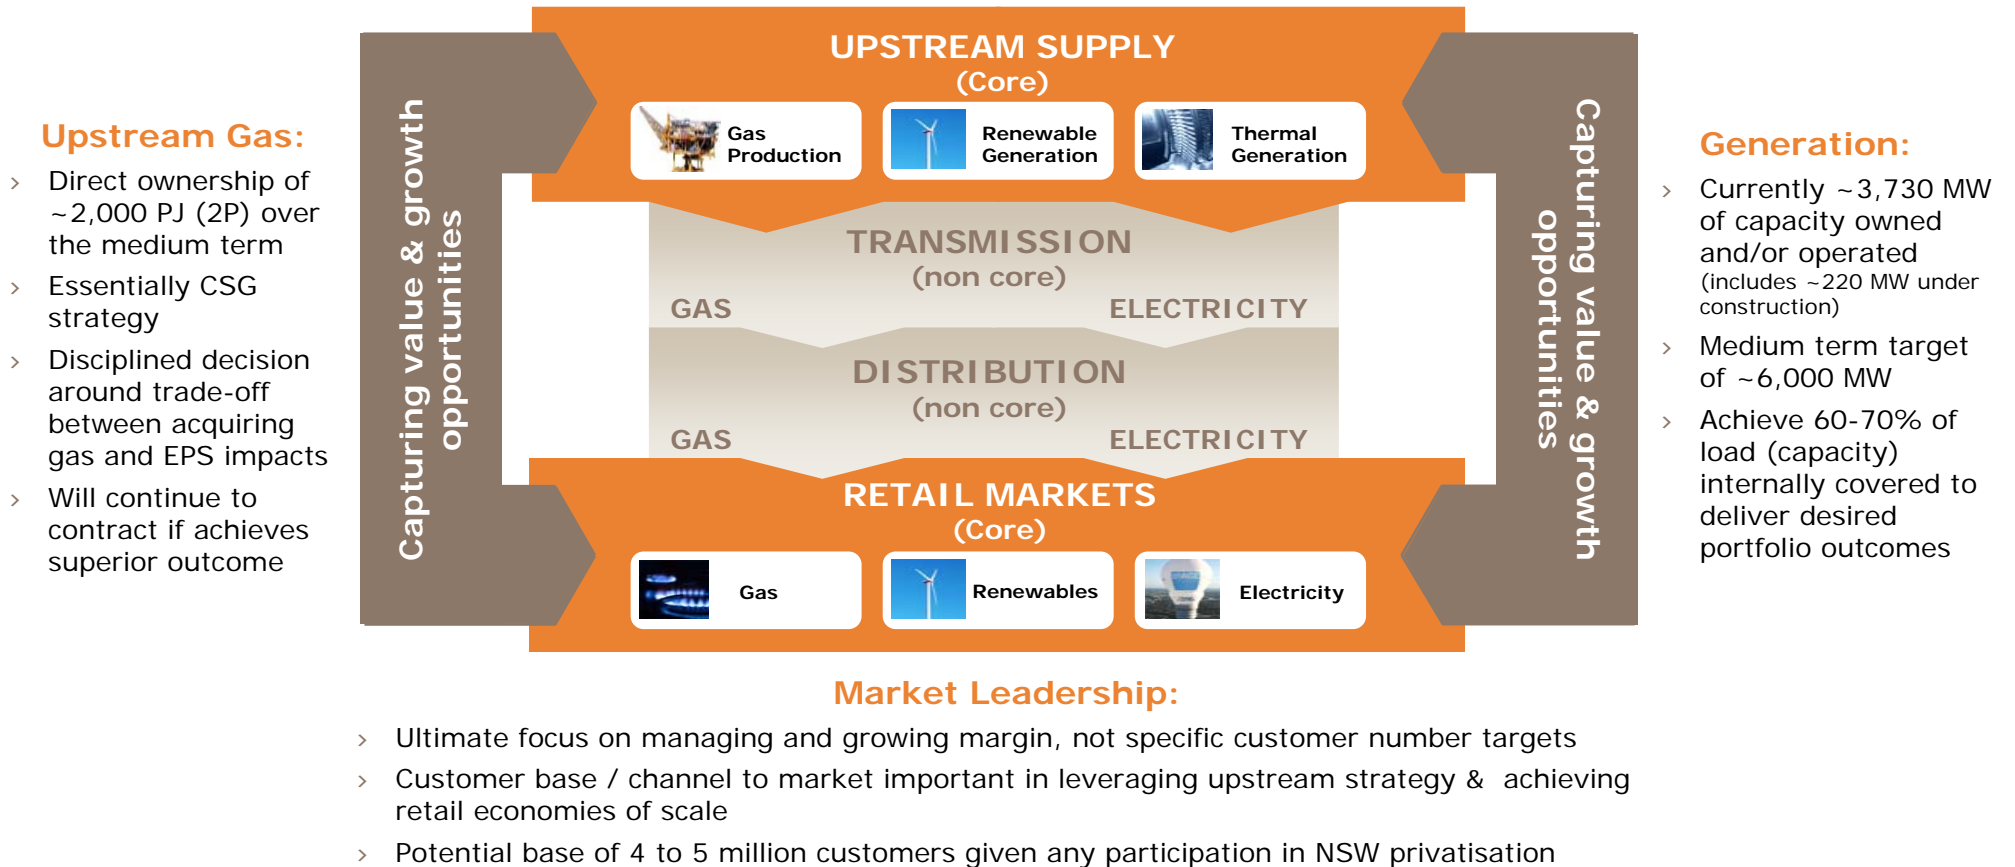 UPSTREAM SUPPLY
(Core)
Gas
Production
Renewable
Generation
Thermal
Generation
Capturing value & growth
opportunities
Capturing value & growth
opportunities
TRANSMISSION
(non core)
GAS
ELECTRICITY
DISTRIBUTION
(non core)
GAS
ELECTRICITY
RETAIL MARKETS
(Core)
Gas
Renewables
Electricity
Upstream Gas:
› Direct ownership of
~2,000 PJ (2P) over
the medium term
› Essentially CSG
strategy
› Disciplined decision
around trade-off
between acquiring
gas and EPS impacts
› Will continue to
contract if achieves
superior outcome
Generation:
› Currently ~3,730 MW
of capacity owned
and/or operated
(includes ~220 MW under
construction)
› Medium term target
of ~6,000 MW
› Achieve 60-70% of
load (capacity)
internally covered to
deliver desired
portfolio outcomes
Market Leadership:
› Ultimate focus on managing and growing margin, not specific customer number targets
› Customer base / channel to market important in leveraging upstream strategy & achieving
retail economies of scale
› Potential base of 4 to 5 million customers given any participation in NSW privatisation